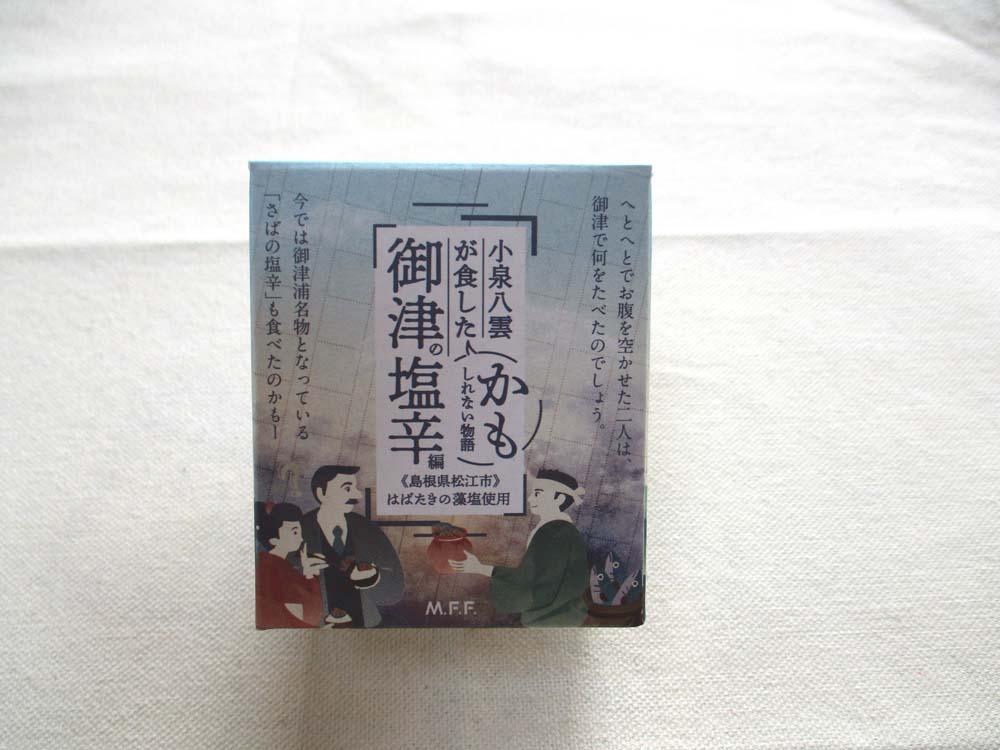 へとへとでお腹を空かせた二人は、
御津で何をたべたのでしょう。
小泉八雲
が食した
かも
しれない物語
御津の塩辛
編
《島根県松江市》
はばたきの藻塩使用
今では御津浦名物となっている
「さばの塩辛」も食べたのかもー
M.F.F.